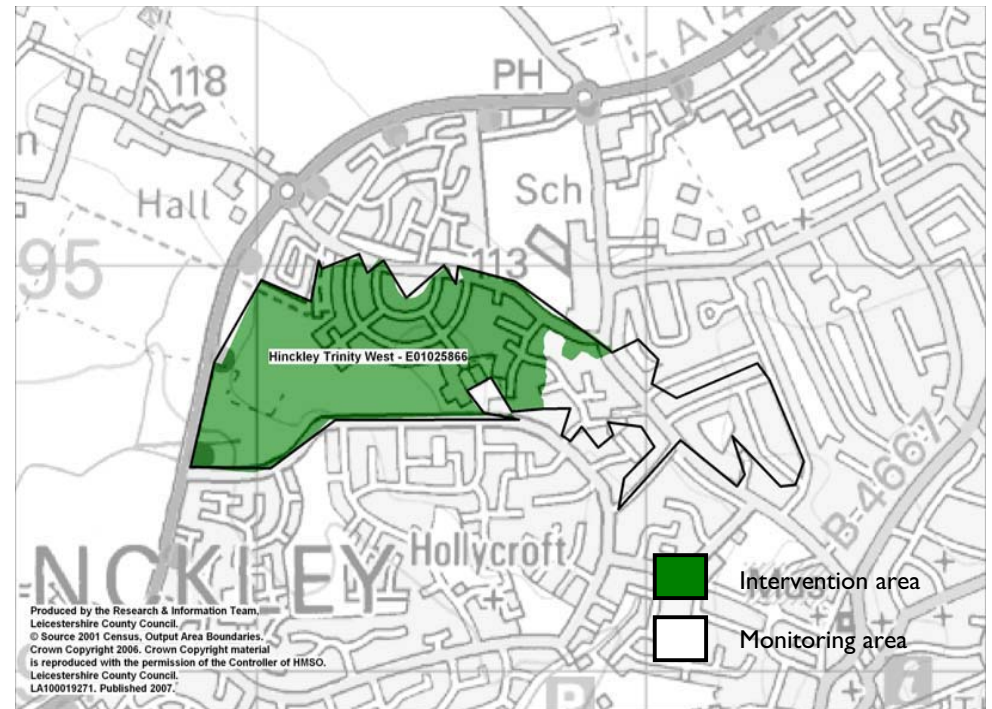 A 4
PH
118
Sch
Hall
95
113
Hinckley Trinity West - E01025866
B-4667
Hollycroft
NCKLEY
Intervention area
Monitoring area
Produced by the Research & Information Team,
Leicestershire County Council.
© Source 2001 Census, Output Area Boundaries.
Crown Copyright 2006. Crown Copyright material
is reproduced with the permission of the Controller of HMSO.
Leicestershire County Council.
LA100019271. Published 2007.